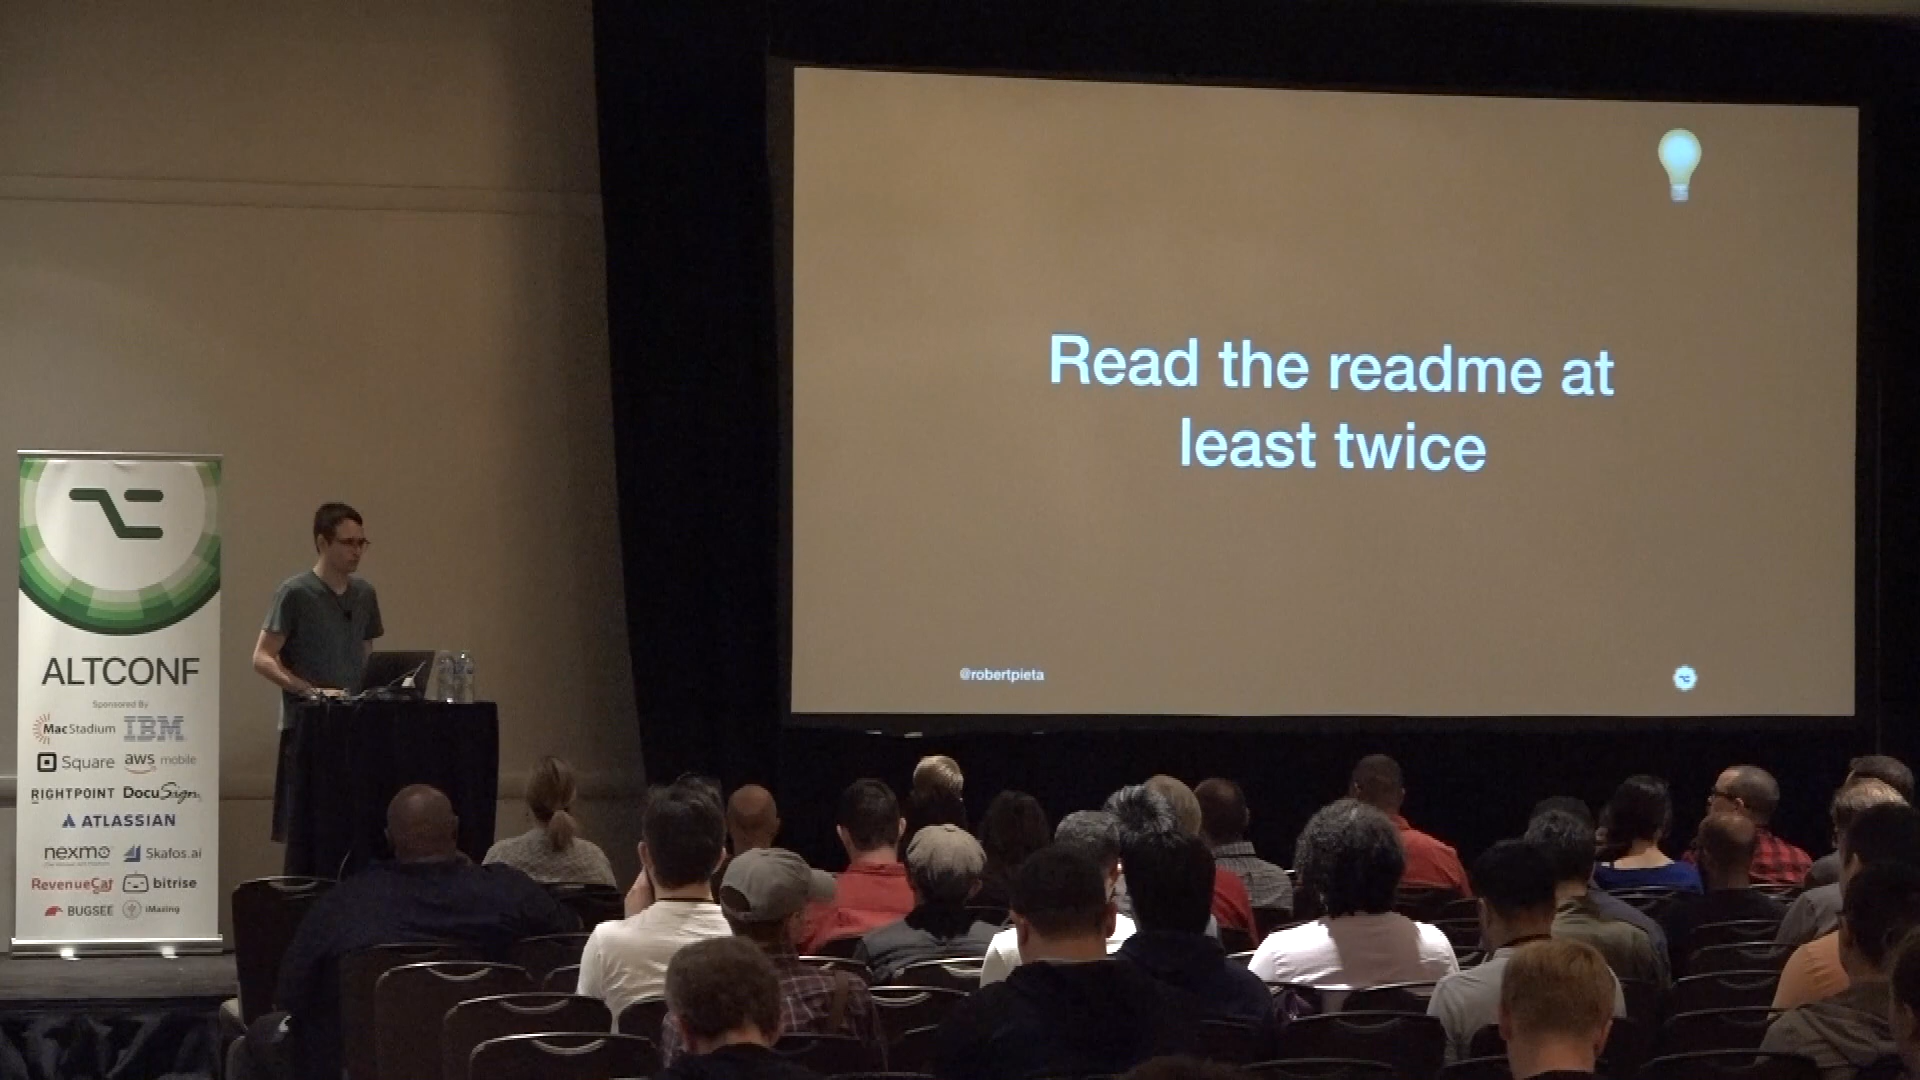 Read the readme at
least twice
@robertpieta
ALTCONF
Sponsored By
MacStadium IBM
Square aws mobile
RIGHTPOINT DocuSign
ATLASSIAN
nexmo Skafos.ai
RevenueCat bitrise
BUGSEE iMazing